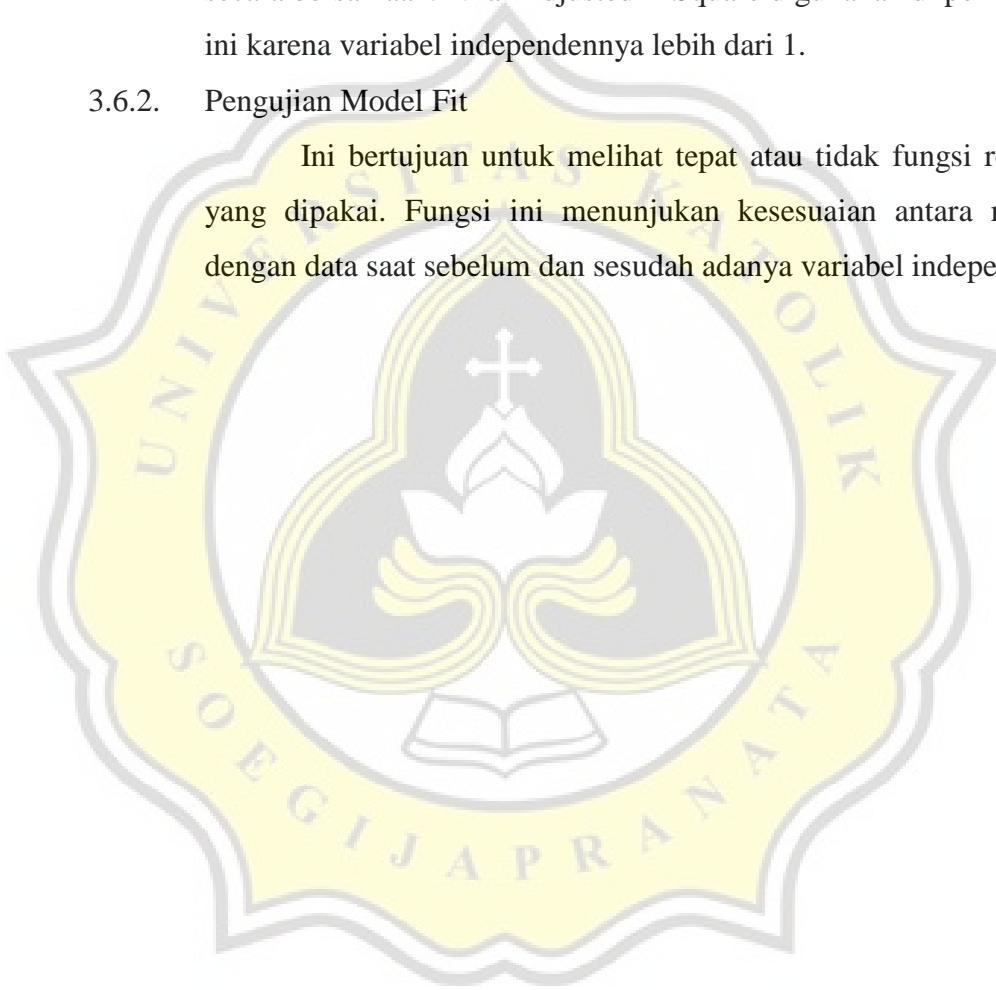 ini karena variabel independennya lebih dari 1.
3.6.2. Pengujian Model Fit
Ini bertujuan untuk melihat tepat atau tidak fungsi
yang dipakai. Fungsi ini menunjukan kesesuaian antara
dengan data saat sebelum dan sesudah adanya variabel
UNIVERSITAS KATOLIK
SOEGIJAPRANATA